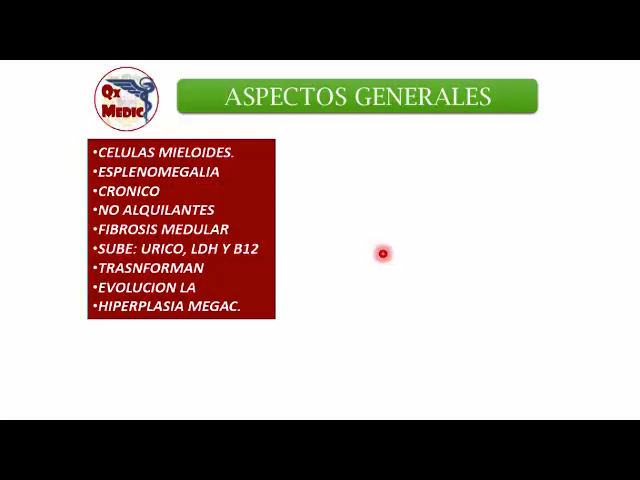 Qx
MEDIC
ASPECTOS GENERALES
•CELULAS MIELOIDES.
•ESPLENOMEGALIA
•CRONICO
•NO ALQUILANTES
•FIBROSIS MEDULAR
•SUBE: URICO, LDH Y B12
•TRASNFORMAN
•EVOLUCION LA
•HIPERPLASIA MEGAC.